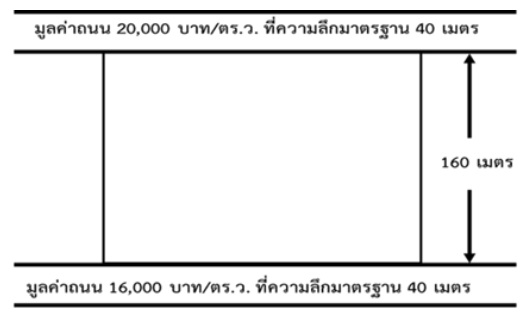 มูลค่าถนน 20,000 บาท/ตร.ว. ที่ความลึกมาตรฐาน 40 เมตร
160 เมตร
มูลค่าถนน 16,000 บาท/ตร.ว. ที่ความลึกมาตรฐาน 40 เมตร